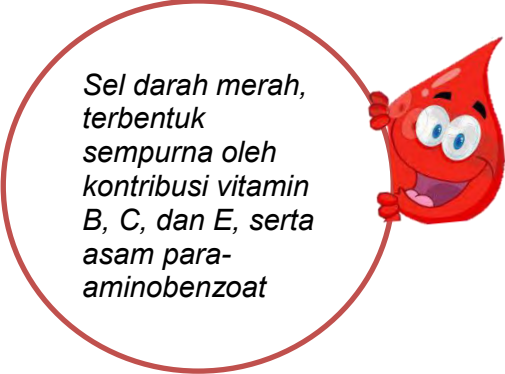 Sel darah merah,
terbentuk
sempurna oleh
kontribusi vitamin
B, C, dan E, serta
asam para-
aminobenzoat